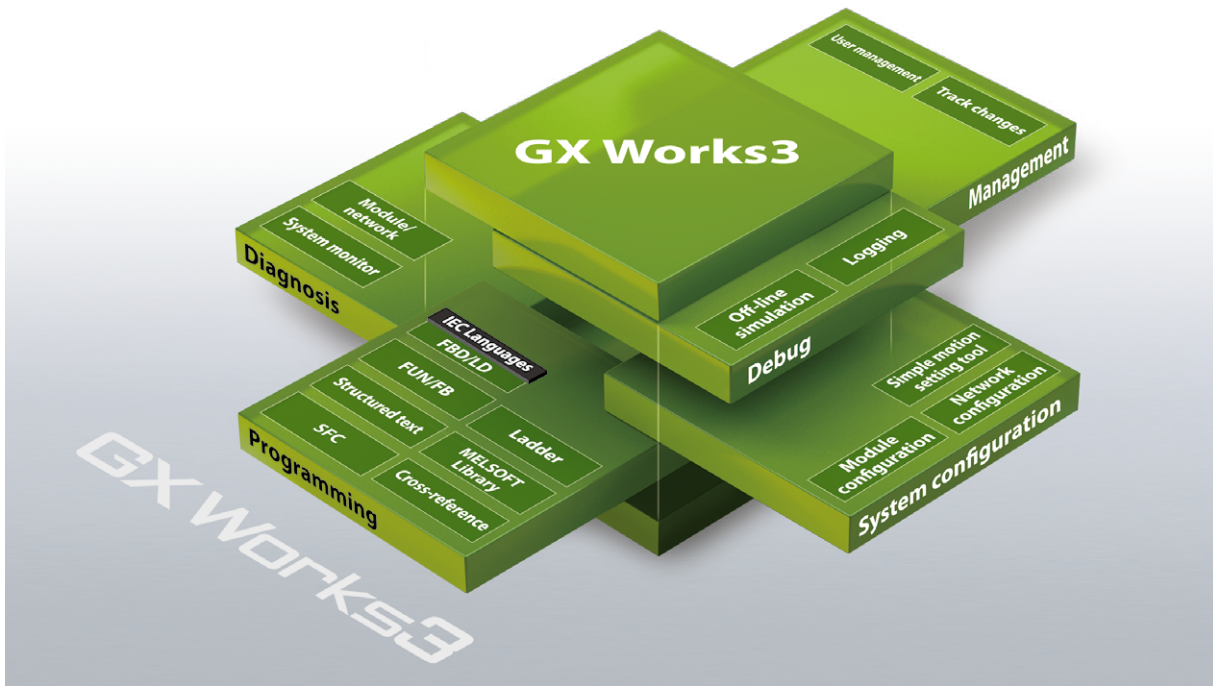 GX Works3
User management
Track changes
Management
Module/
network
System monitor
Diagnosis
Logging
Off-line
simulation
Debug
IEC Languages
FBD/LD
FUN/FB
Structured text
SFC
Ladder
MELSOFT
Library
Cross-reference
Programming
Simple motion
setting tool
Network
configuration
Module
configuration
System configuration
GX Works3